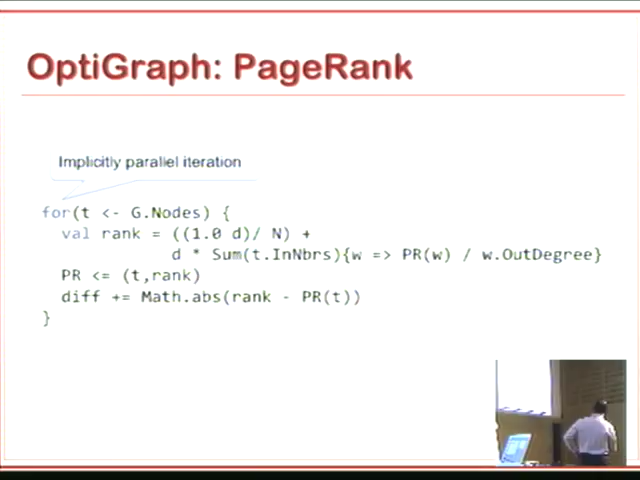 OptiGraph: PageRank
Implicitly parallel iteration
for(t <- G.Nodes) {
val rank = ((1.0 d)/ N) +
d * Sum(t.InNbrs){w => PR(w) / w.OutDegree}
PR <= (t,rank)
diff += Math.abs(rank - PR(t))
}